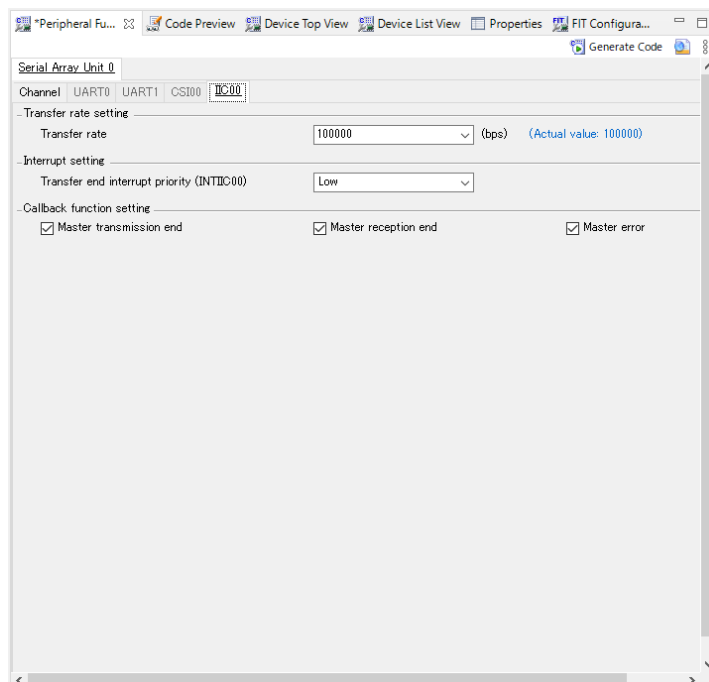 *Peripheral Fu... Code Preview Device Top View Device List View Properties FIT Configura...
Generate Code
Serial Array Unit 0
Channel UART0 UART1 CSI00 IIC00
Transfer rate setting
Transfer rate 100000 (bps) (Actual value: 100000)
Interrupt setting
Transfer end interrupt priority (INTIIC00) Low
Callback function setting
Master transmission end Master reception end Master error